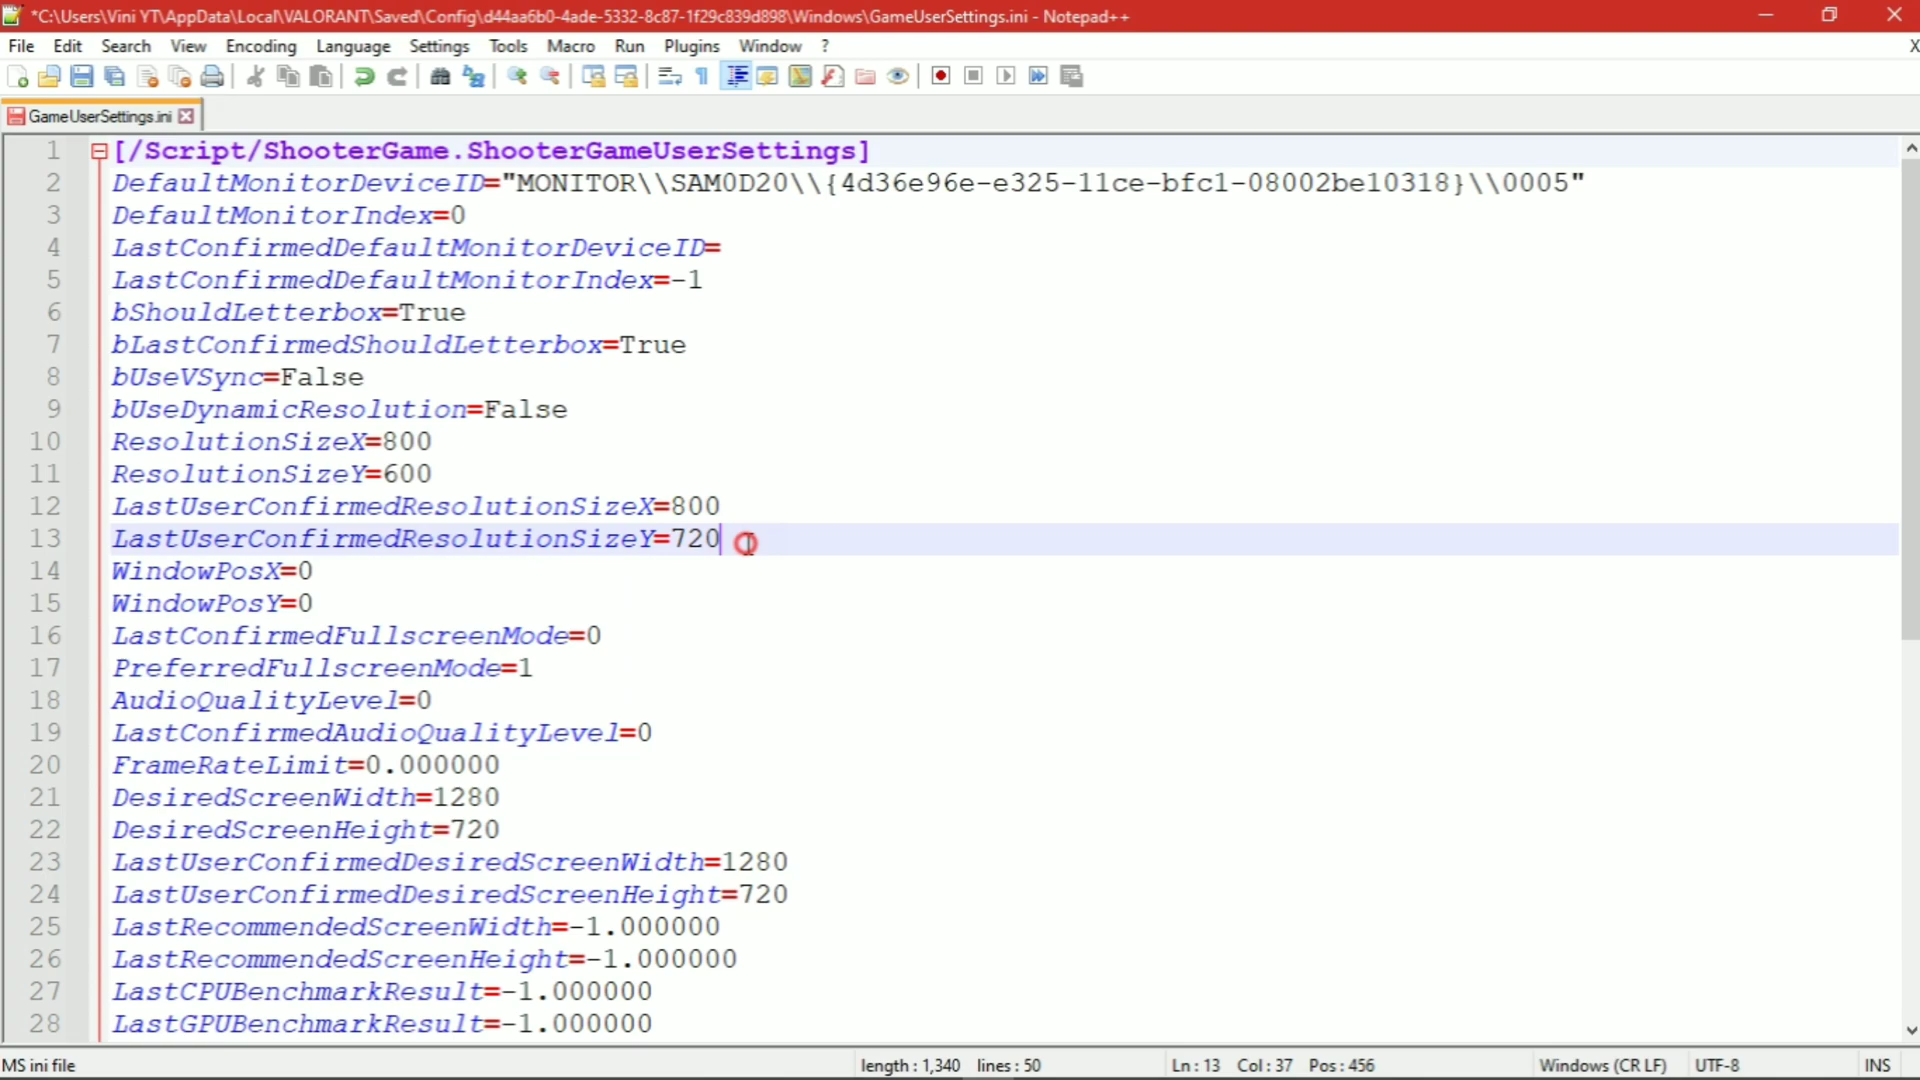 *C:\Users\Vini YT\AppData\Local\VALORANT\Saved\Config\d44aa6b0-4ade-5332-8c87-1f29c839d898\Windows\GameUserSettings.ini - Notepad++
File Edit Search View Encoding Language Settings Tools Macro Run Plugins Window ? X
GameUserSettings.ini
1 [/Script/ShooterGame.ShooterGameUserSettings]
2 DefaultMonitorDeviceID="MONITOR\\SAM0D20\\{4d36e96e-e325-11ce-bfc1-08002be10318}\\0005"
3 DefaultMonitorIndex=0
4 LastConfirmedDefaultMonitorDeviceID=
5 LastConfirmedDefaultMonitorIndex=-1
6 bShouldLetterbox=True
7 bLastConfirmedShouldLetterbox=True
8 bUseVSync=False
9 bUseDynamicResolution=False
10 ResolutionSizeX=800
11 ResolutionSizeY=600
12 LastUserConfirmedResolutionSizeX=800
13 LastUserConfirmedResolutionSizeY=720
14 WindowPosX=0
15 WindowPosY=0
16 LastConfirmedFullscreenMode=0
17 PreferredFullscreenMode=1
18 AudioQualityLevel=0
19 LastConfirmedAudioQualityLevel=0
20 FrameRateLimit=0.000000
21 DesiredScreenWidth=1280
22 DesiredScreenHeight=720
23 LastUserConfirmedDesiredScreenWidth=1280
24 LastUserConfirmedDesiredScreenHeight=720
25 LastRecommendedScreenWidth=-1.000000
26 LastRecommendedScreenHeight=-1.000000
27 LastCPUBenchmarkResult=-1.000000
28 LastGPUBenchmarkResult=-1.000000
MS ini file length : 1,340 lines : 50 Ln : 13 Col : 37 Pos : 456 Windows (CR LF) UTF-8 INS